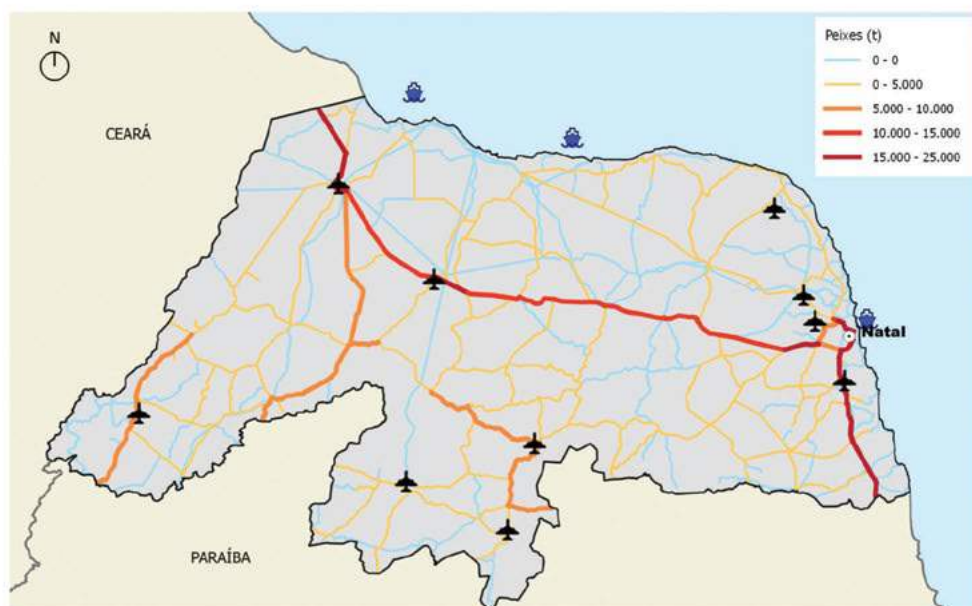 N
Peixes (t)
0 - 0
0 - 5.000
5.000 - 10.000
10.000 - 15.000
15.000 - 25.000
CEARÁ
Natal
PARAÍBA